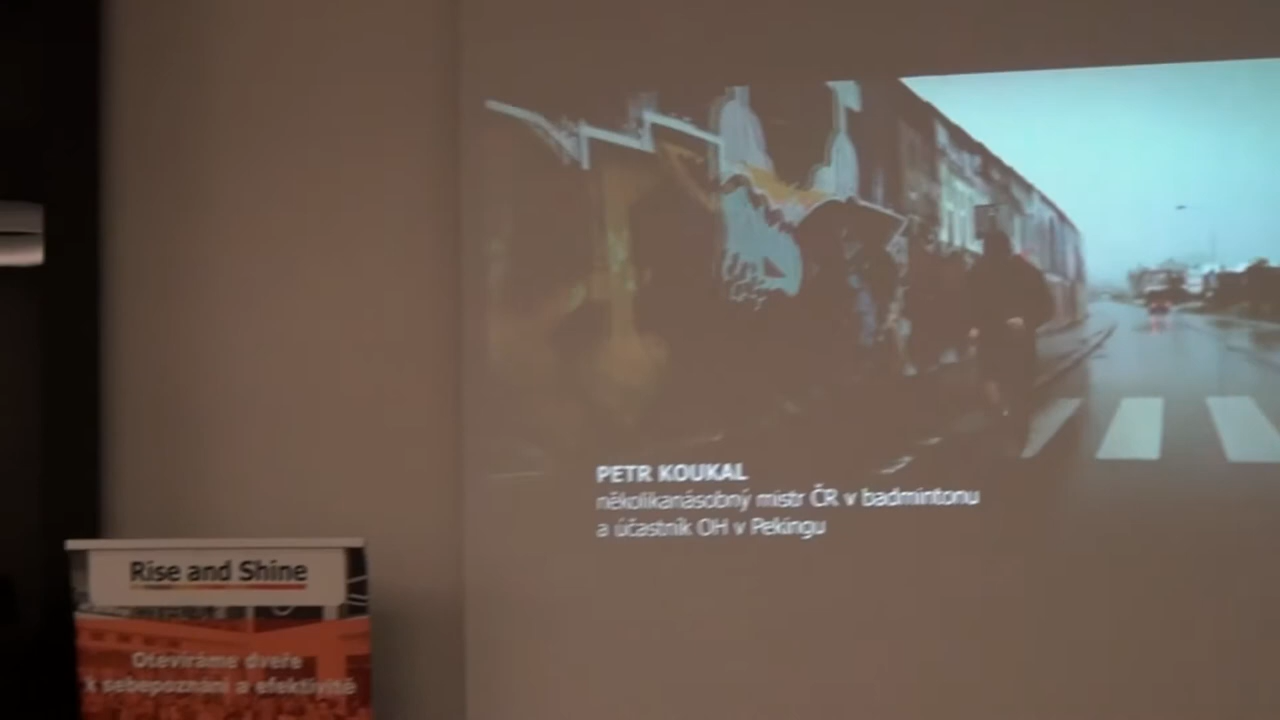 PETR KOUKAL
několikanásobný mistr ČR v badmintonu
a účastník OH v Pekingu
Rise and Shine
Otevíráme dveře
k sebepoznání a efektivitě